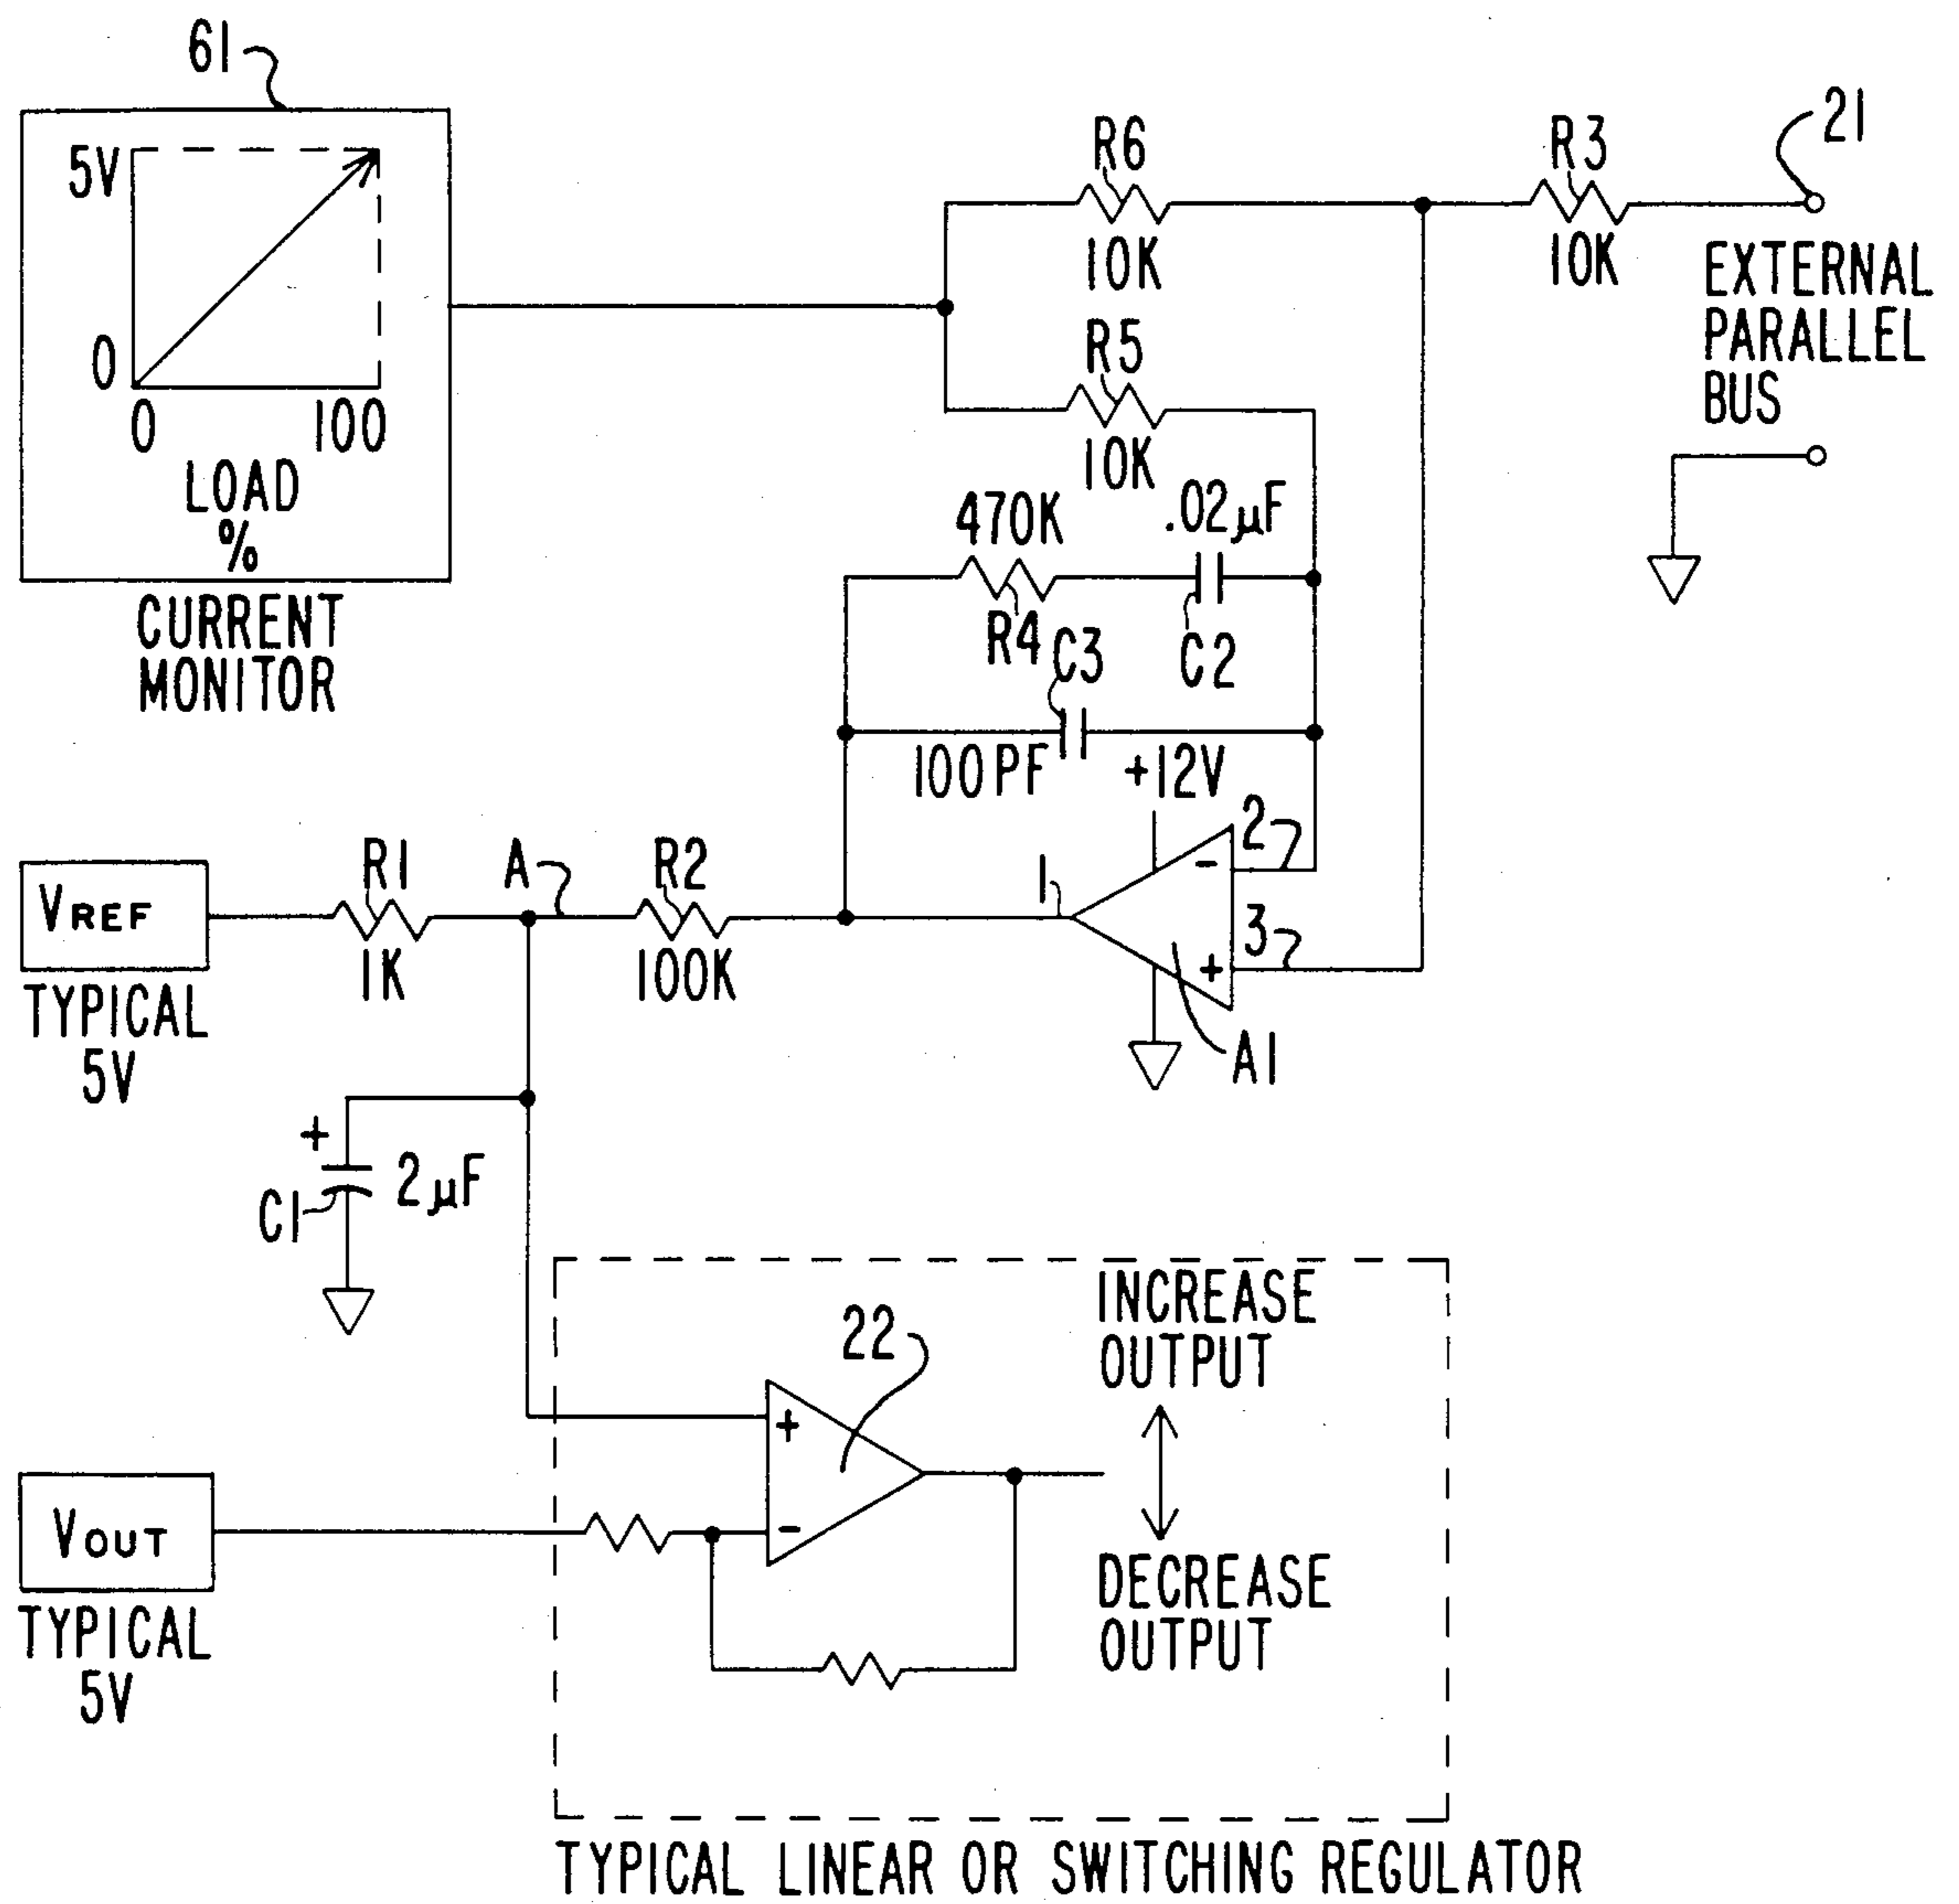 61
5V
0
0 100
LOAD
%
CURRENT
MONITOR
R6
10K
R5
10K
R3
10K
21
EXTERNAL
PARALLEL
BUS
470K
R4
.02µF
C2
C3
100PF
+12V
2
-
3
+
1
A1
VREF
TYPICAL
5V
R1
1K
A
R2
100K
+
2µF
C1
22
+
-
INCREASE
OUTPUT
DECREASE
OUTPUT
VOUT
TYPICAL
5V
TYPICAL LINEAR OR SWITCHING REGULATOR